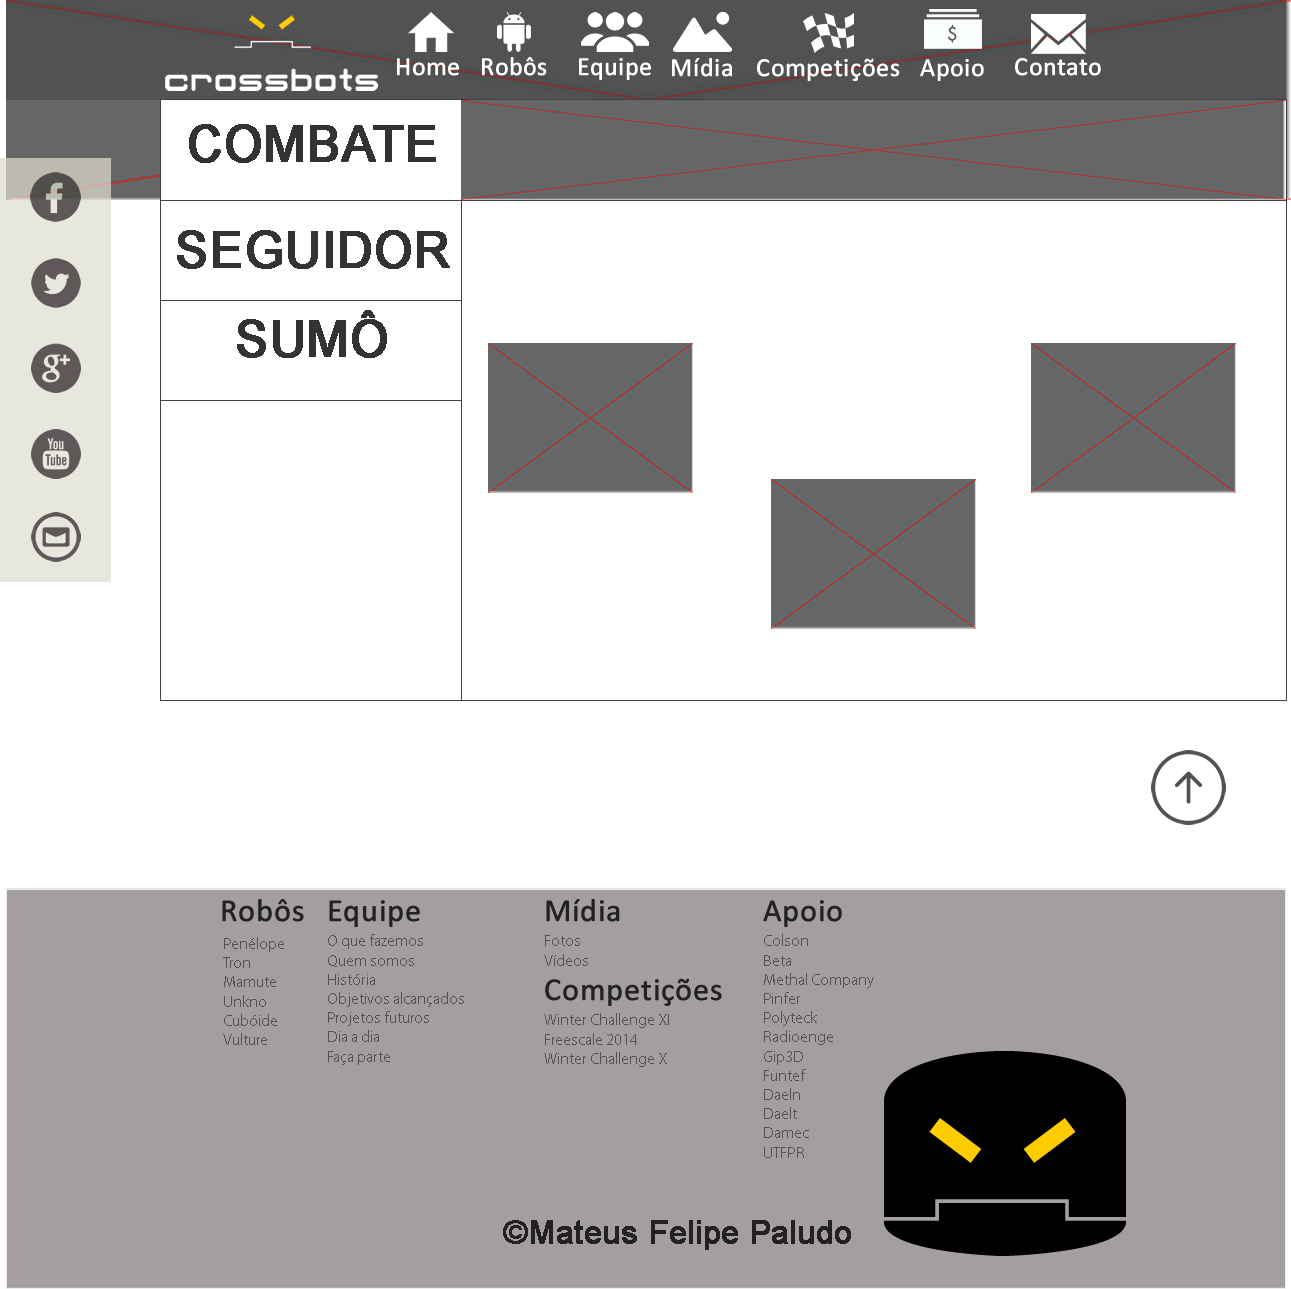 crossbots
Home Robôs Equipe Mídia Competições Apoio Contato
$
COMBATE
SEGUIDOR
SUMÔ
f
g+
You
Tube
Robôs
Penélope
Tron
Mamute
Unkno
Cubóide
Vulture
Equipe
O que fazemos
Quem somos
História
Objetivos alcançados
Projetos futuros
Dia a dia
Faça parte
Mídia
Fotos
Vídeos
Competições
Winter Challenge XI
Freescale 2014
Winter Challenge X
Apoio
Colson
Beta
Methal Company
Pinfer
Polyteck
Radioenge
Gip3D
Funtef
Daeln
Daelt
Damec
UTFPR
©Mateus Felipe Paludo